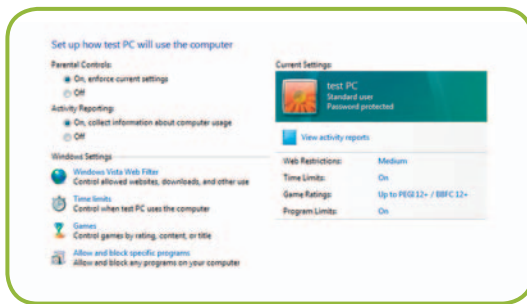 Set up how test PC will use the computer
Parental Controls:
On, enforce current settings
Off
Activity Reporting:
On, collect information about computer usage
Off
Windows Settings
Windows Vista Web Filter
Control allowed websites, downloads, and other use
Time limits
Control when test PC uses the computer
Games
Control games by rating, content, or title
Allow and block specific programs
Allow and block any programs on your computer
Current Settings:
test PC
Standard user
Password protected
View activity reports
Web Restrictions: Medium
Time Limits: On
Game Ratings: Up to PEGI 12+ / BBFC 12+
Program Limits: On